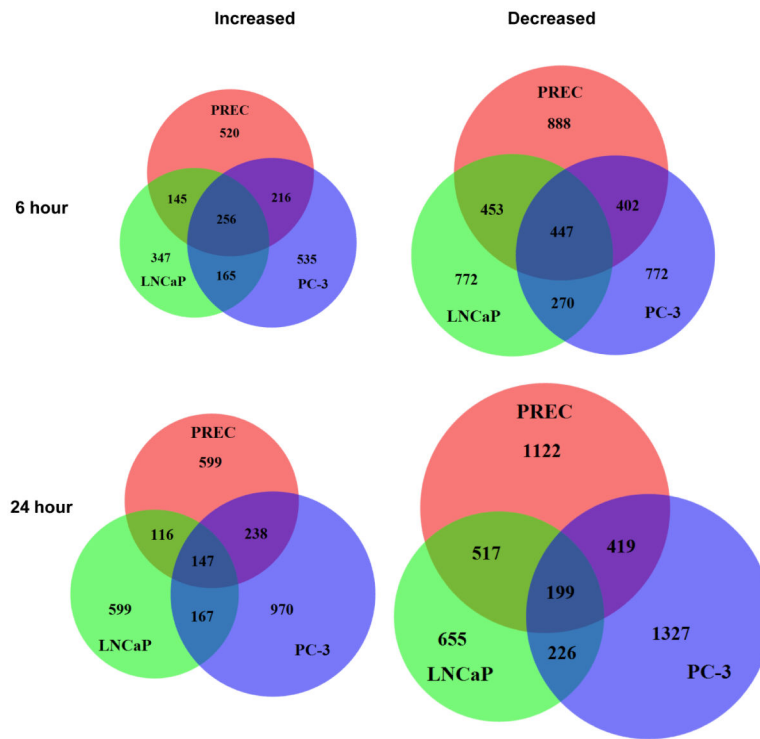 Increased Decreased
PREC
520
145
216
256
347
LNCaP
165
535
PC-3
6 hour
PREC
888
453
402
447
772
LNCaP
270
772
PC-3
PREC
599
116
238
147
599
LNCaP
167
970
PC-3
24 hour
PREC
1122
517
419
199
655
LNCaP
226
1327
PC-3